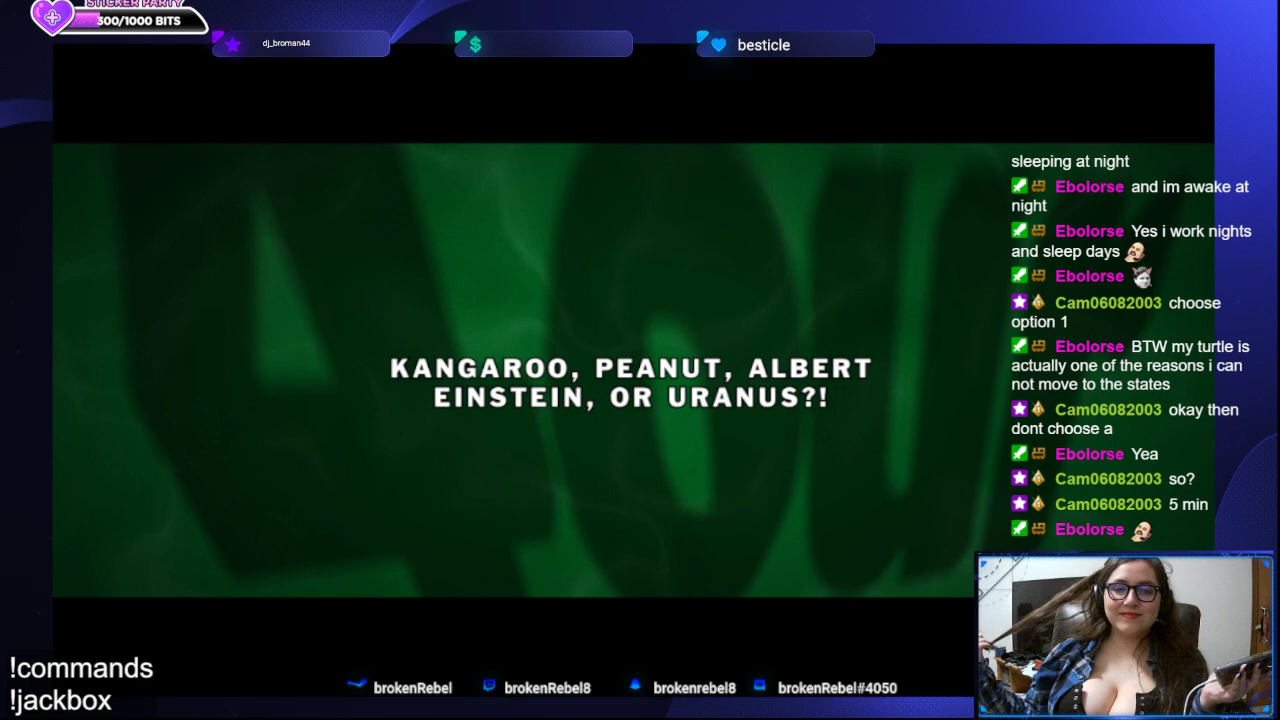 STICKER PARTY
300/1000 BITS
dj_broman44
$
besticle
sleeping at night
Ebolorse and im awake at
night
Ebolorse Yes i work nights
and sleep days
Ebolorse
Cam06082003 choose
option 1
Ebolorse BTW my turtle is
actually one of the reasons i can
not move to the states
Cam06082003 okay then
dont choose a
Ebolorse Yea
Cam06082003 so?
Cam06082003 5 min
Ebolorse
KANGAROO, PEANUT, ALBERT
EINSTEIN, OR URANUS?!
!commands
!jackbox
brokenRebel
brokenRebel8
brokenrebel8
brokenRebel#4050